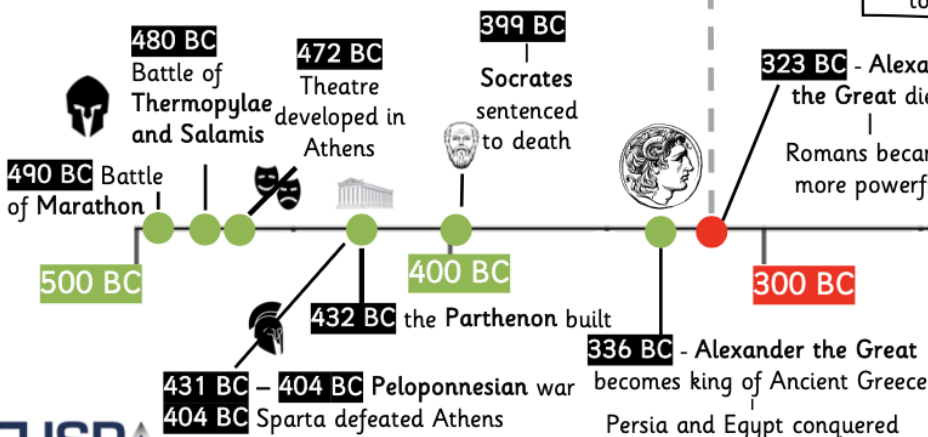 to
480 BC
Battle of
Thermopylae
and Salamis
472 BC
Theatre
developed in
Athens
399 BC
Socrates
sentenced
to death
323 BC - Alexa
the Great die
Romans becam
more powerf
490 BC Battle
of Marathon
500 BC
400 BC
300 BC
432 BC the Parthenon built
431 BC – 404 BC Peloponnesian war
404 BC Sparta defeated Athens
336 BC - Alexander the Great
becomes king of Ancient Greece
Persia and Egypt conquered